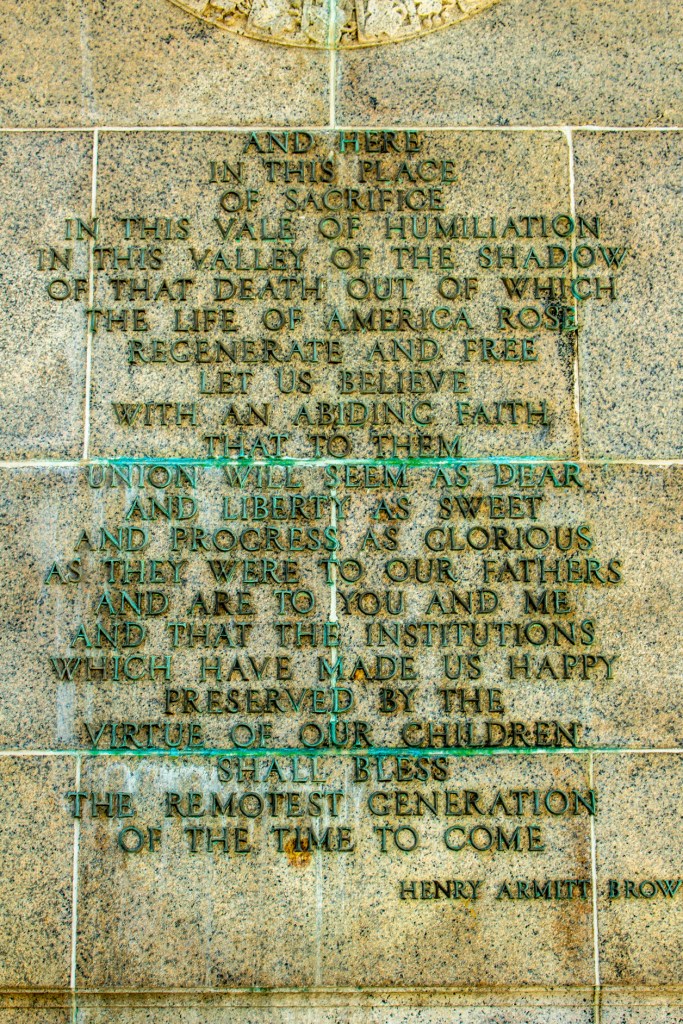 AND HERE
IN THIS PLACE
OF SACRIFICE
IN THIS VALE OF HUMILIATION
IN THIS VALLEY OF THE SHADOW
OF THAT DEATH OUT OF WHICH
THE LIFE OF AMERICA ROSE
REGENERATE AND FREE
LET US BELIEVE
WITH AN ABIDING FAITH
THAT TO THEM
UNION WILL SEEM AS DEAR
AND LIBERTY AS SWEET
AND PROGRESS AS GLORIOUS
AS THEY WERE TO OUR FATHERS
AND ARE TO YOU AND ME
AND THAT THE INSTITUTIONS
WHICH HAVE MADE US HAPPY
PRESERVED BY THE
VIRTUE OF OUR CHILDREN
SHALL BLESS
THE REMOTEST GENERATION
OF THE TIME TO COME
HENRY ARMITT BROW